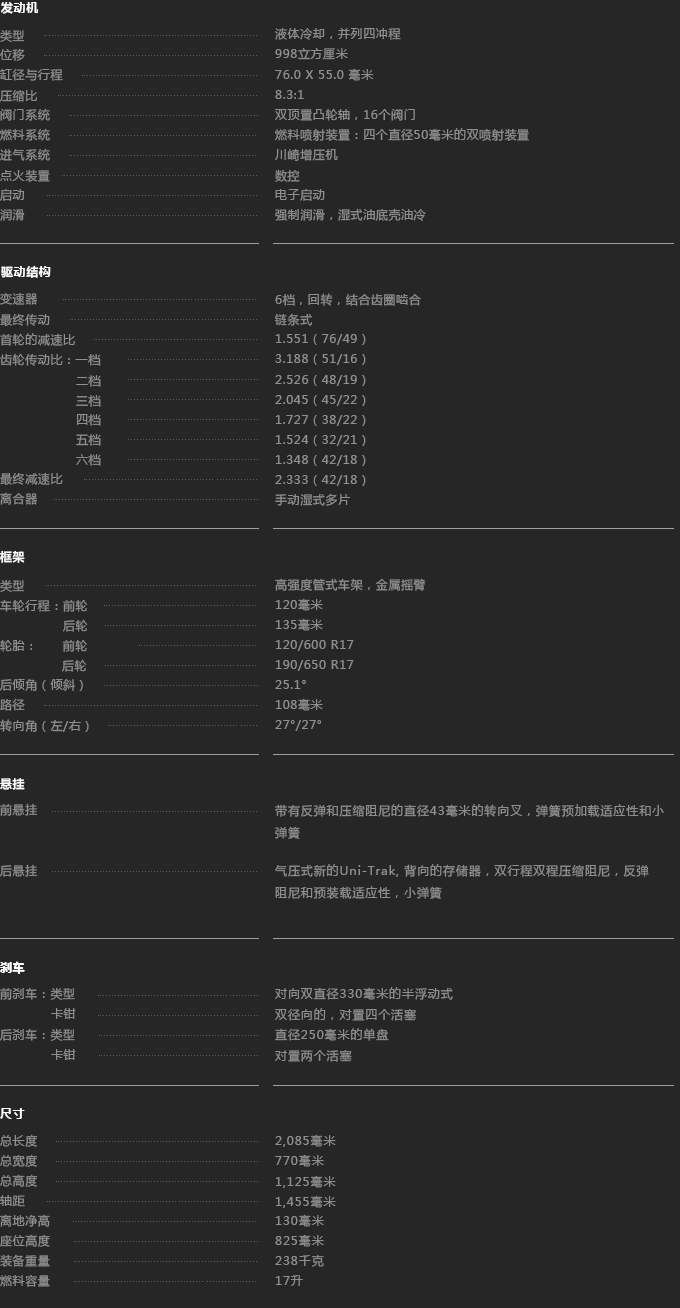 发动机
类型 液体冷却，并列四冲程
位移 998立方厘米
缸径与行程 76.0 X 55.0 毫米
压缩比 8.3:1
阀门系统 双顶置凸轮轴，16个阀门
燃料系统 燃料喷射装置：四个直径50毫米的双喷射装置
进气系统 川崎增压机
点火装置 数控
启动 电子启动
润滑 强制润滑，湿式油底壳油冷
驱动结构
变速器 6档，回转，结合齿圈啮合
最终传动 链条式
首轮的减速比 1.551（76/49）
齿轮传动比：一档 3.188（51/16）
二档 2.526（48/19）
三档 2.045（45/22）
四档 1.727（38/22）
五档 1.524（32/21）
六档 1.348（42/18）
最终减速比 2.333（42/18）
离合器 手动湿式多片
框架
类型 高强度管式车架，金属摇臂
车轮行程：前轮 120毫米
后轮 135毫米
轮胎： 前轮 120/600 R17
后轮 190/650 R17
后倾角（倾斜） 25.1°
路径 108毫米
转向角（左/右） 27°/27°
悬挂
前悬挂 带有反弹和压缩阻尼的直径43毫米的转向叉，弹簧预加载适应性和小
弹簧
后悬挂 气压式新的Uni-Trak, 背向的存储器，双行程双程压缩阻尼，反弹
阻尼和预装载适应性，小弹簧
刹车
前刹车：类型 对向双直径330毫米的半浮动式
卡钳 双径向的，对置四个活塞
后刹车：类型 直径250毫米的单盘
卡钳 对置两个活塞
尺寸
总长度 2,085毫米
总宽度 770毫米
总高度 1,125毫米
轴距 1,455毫米
离地净高 130毫米
座位高度 825毫米
装备重量 238千克
燃料容量 17升